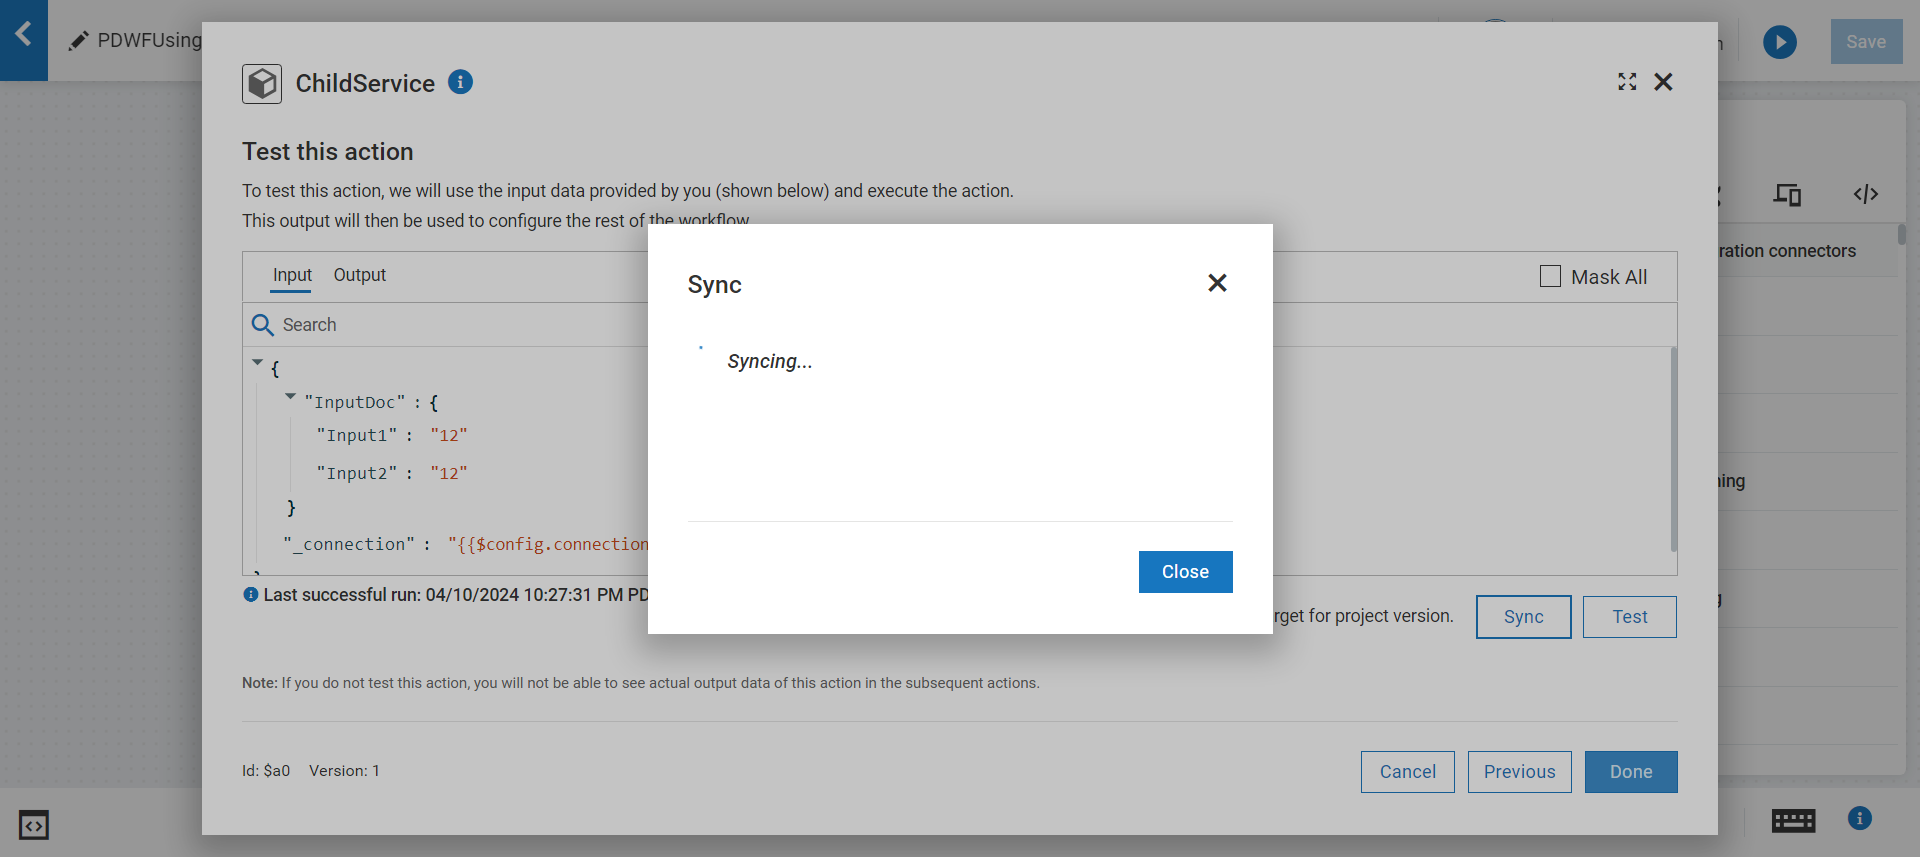 PDWFUsing
Save
ChildService
Test this action
To test this action, we will use the input data provided by you (shown below) and execute the action.
This output will then be used to configure the rest of the workflow
Input Output
Mask All
Search
{
"InputDoc" : {
"Input1" : "12"
"Input2" : "12"
}
"_connection" : "{{$config.connection
Last successful run: 04/10/2024 10:27:31 PM PD
rget for project version.
Sync
Test
Note: If you do not test this action, you will not be able to see actual output data of this action in the subsequent actions.
Id: $a0 Version: 1
Cancel
Previous
Done
Sync
Syncing...
Close
ration connectors